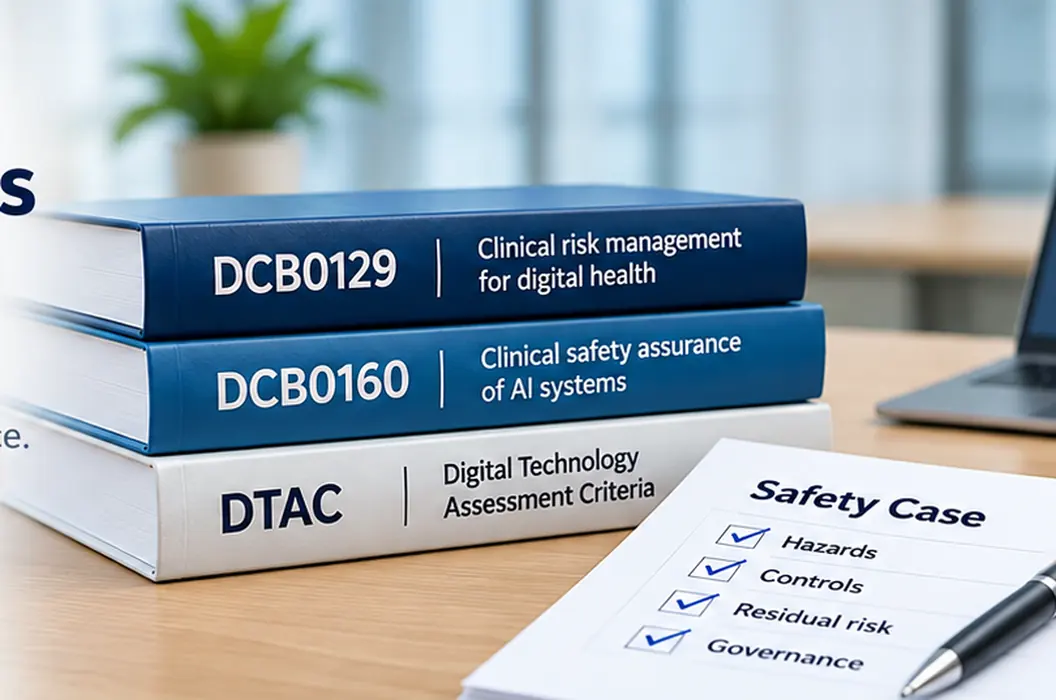 s
DCB0129
Clinical risk management
for digital health
DCB0160
Clinical safety assurance
of AI systems
e.
DTAC
Digital Technology
Assessment Criteria
Safety Case
Hazards
Controls
Residual risk
Governance